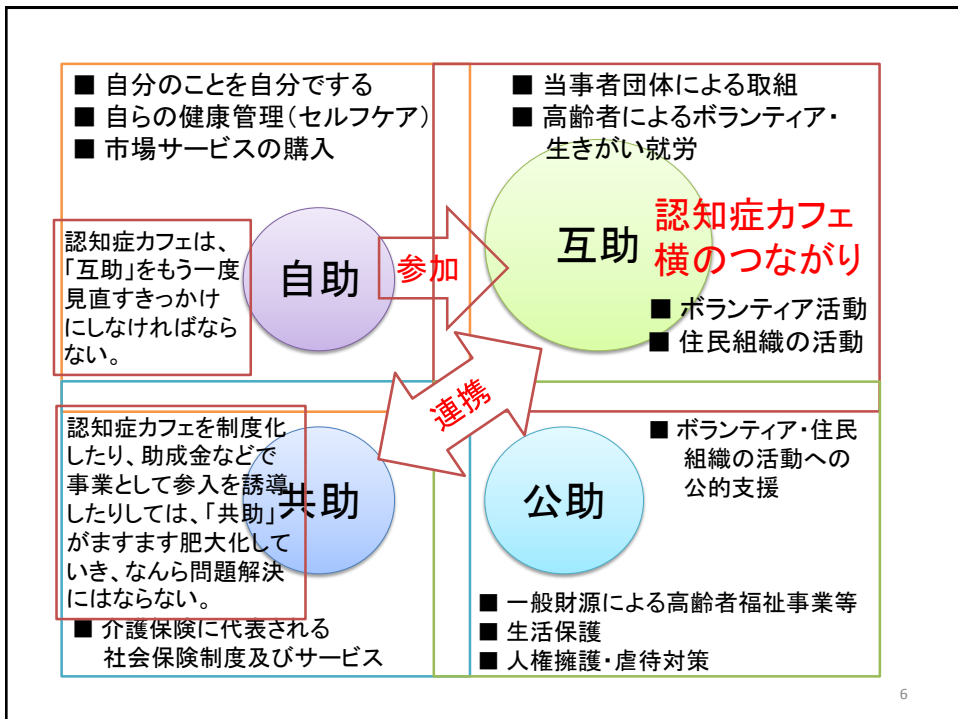 ■ 自分のことを自分でする
■ 自らの健康管理(セルフケア)
■ 市場サービスの購入
認知症カフェは、
「互助」をもう一度
見直すきっかけ
にしなければなら
ない。
自助
参加
■ 当事者団体による取組
■ 高齢者によるボランティア・
生きがい就労
互助
認知症カフェ
横のつながり
■ ボランティア活動
■ 住民組織の活動
連携
認知症カフェを制度化
したり、助成金などで
事業として参入を誘導
したりしては、「共助」
がますます肥大化して
いき、なんら問題解決
にはならない。
共助
■ 介護保険に代表される
社会保険制度及びサービス
公助
■ ボランティア・住民
組織の活動への
公的支援
■ 一般財源による高齢者福祉事業等
■ 生活保護
■ 人権擁護・虐待対策
6